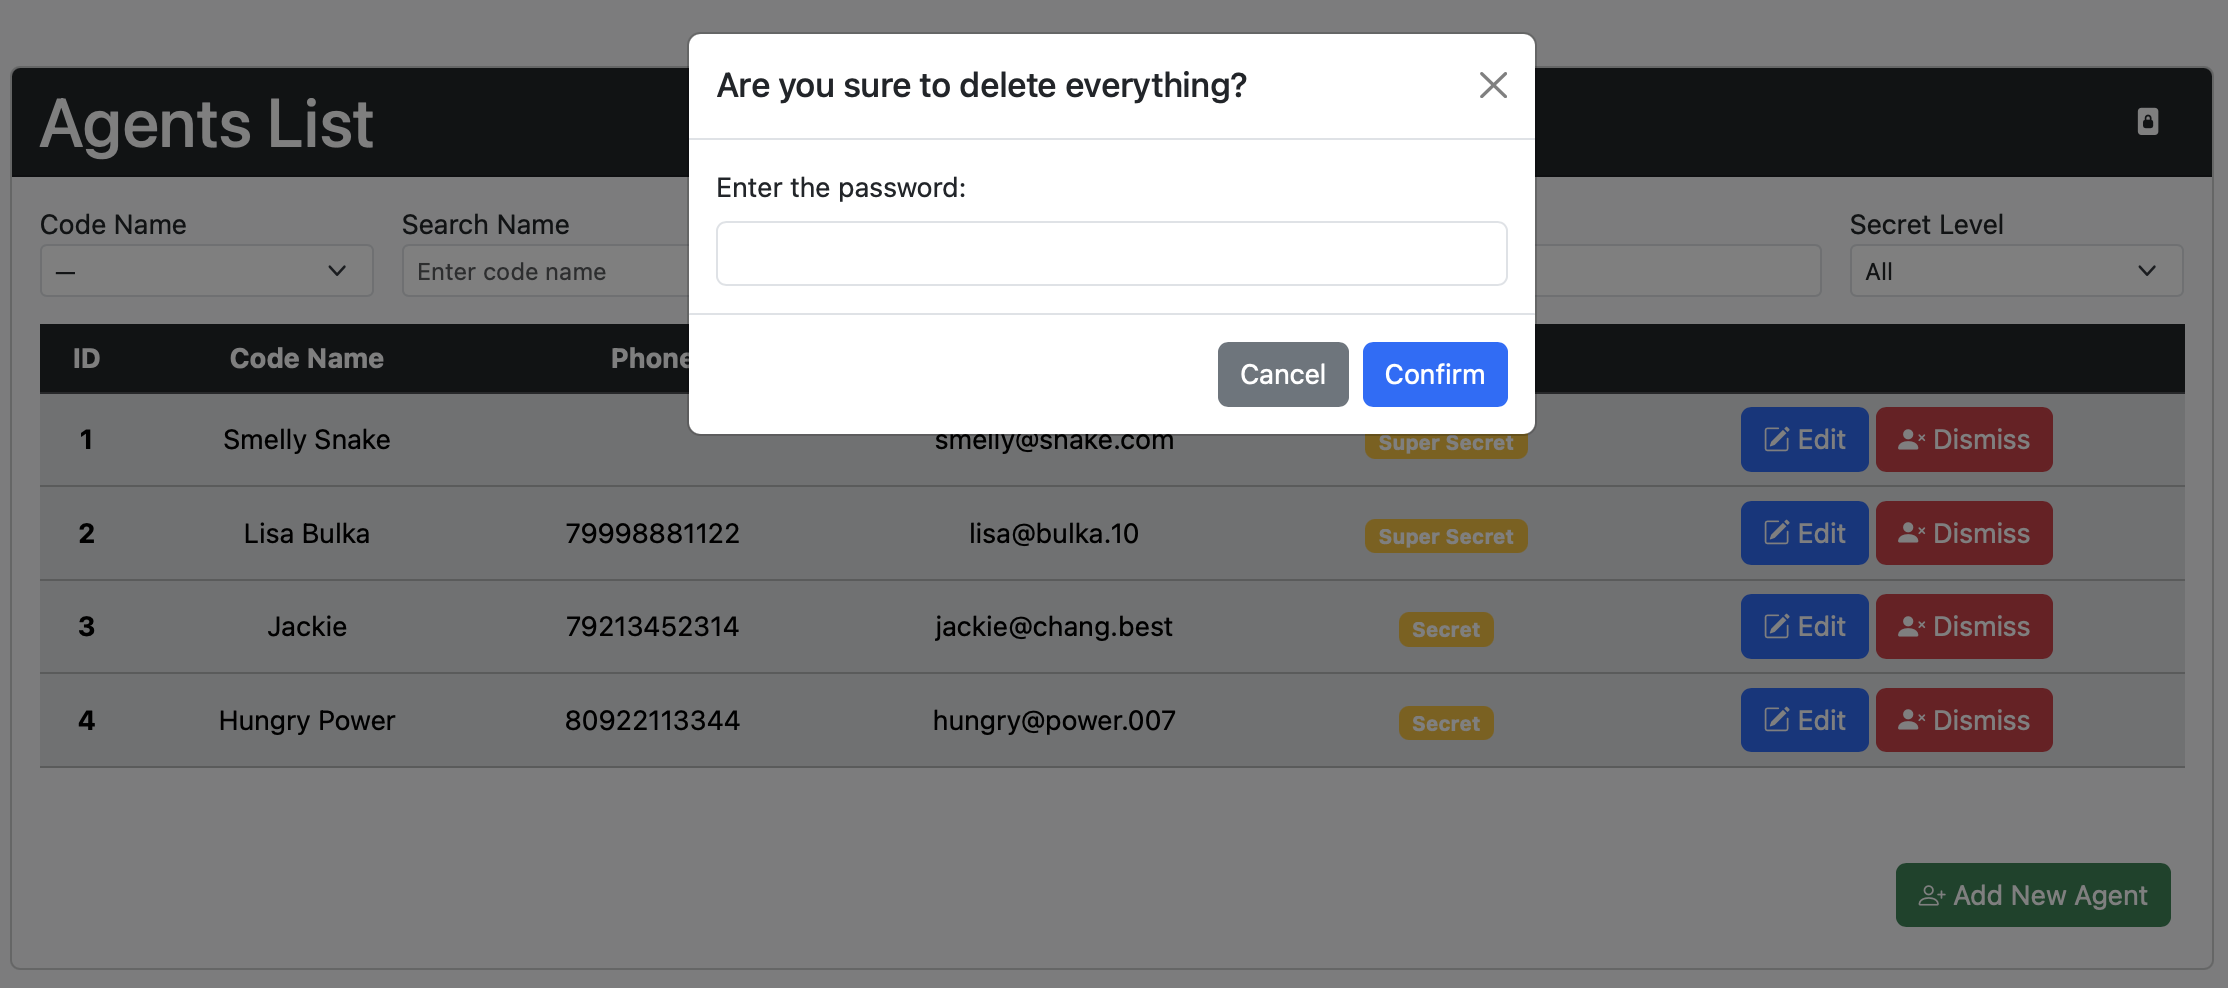 Are you sure to delete everything?
Agents List
Enter the password:
Code Name
Search Name
Secret Level
—
Enter code name
All
Cancel
Confirm
ID Code Name Phone
1 Smelly Snake smelly@snake.com Super Secret Edit Dismiss
2 Lisa Bulka 79998881122 lisa@bulka.10 Super Secret Edit Dismiss
3 Jackie 79213452314 jackie@chang.best Secret Edit Dismiss
4 Hungry Power 80922113344 hungry@power.007 Secret Edit Dismiss
Add New Agent